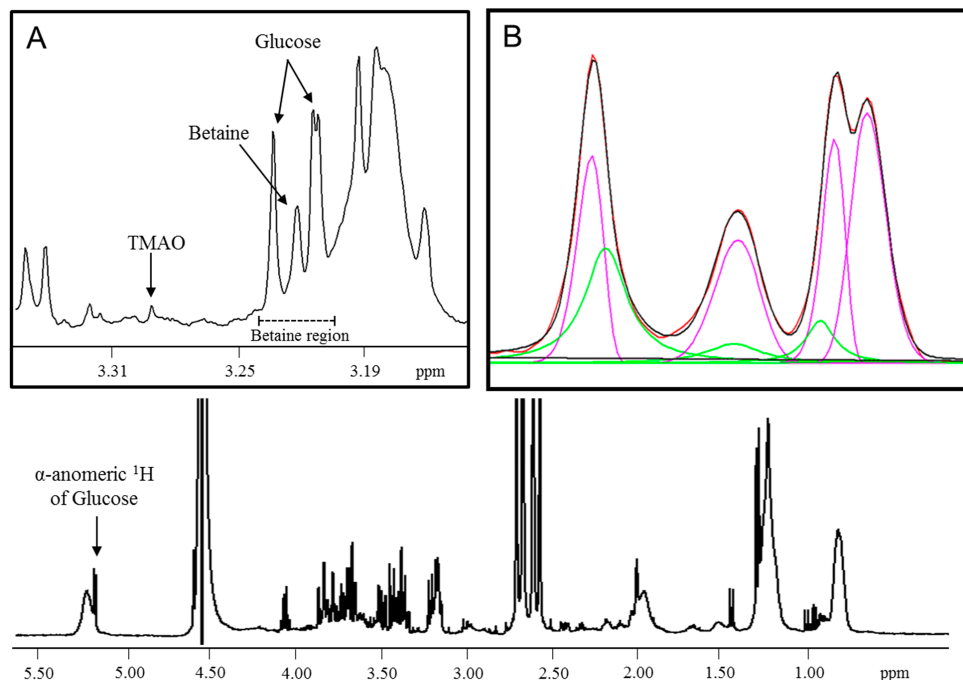 A
Glucose
Betaine
TMAO
Betaine region
3.31 3.25 3.19 ppm
B
α-anomeric ¹H
of Glucose
5.50 5.00 4.50 4.00 3.50 3.00 2.50 2.00 1.50 1.00 ppm